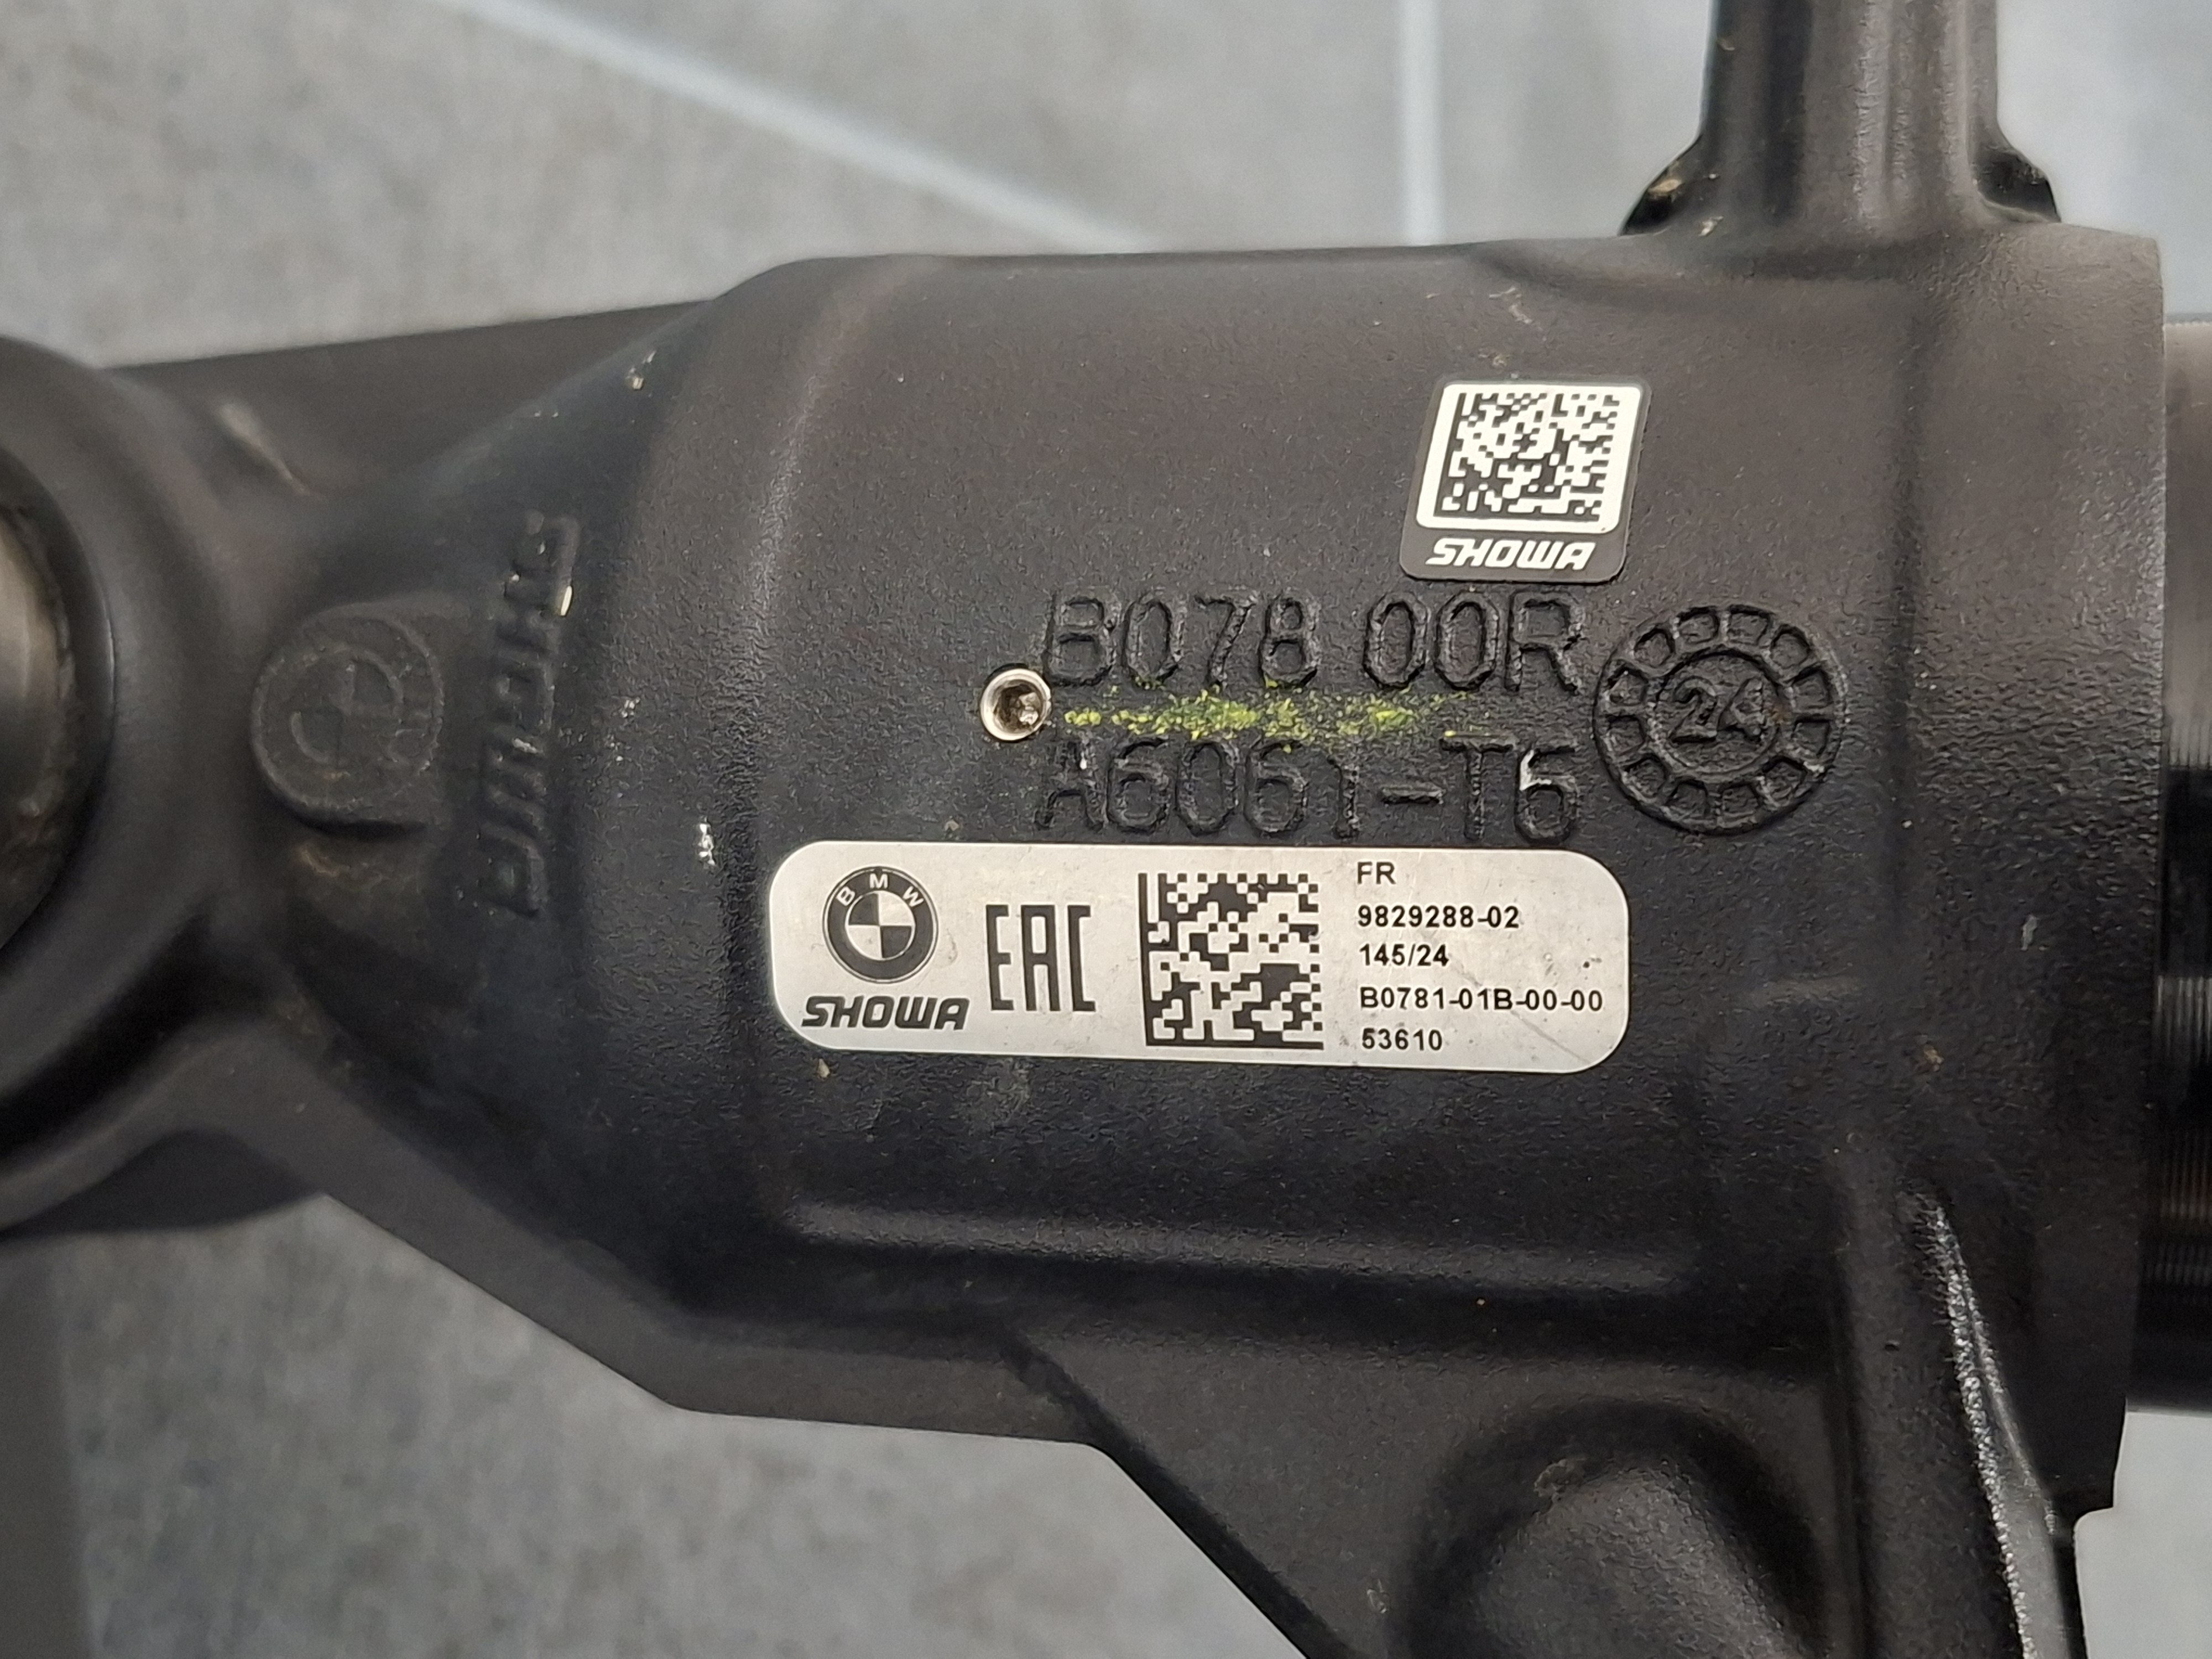 SHOWA
SHOWA
B078 00R
24
A6061-T6
BMW
SHOWA
EAC
FR
9829288-02
145/24
B0781-01B-00-00
53610